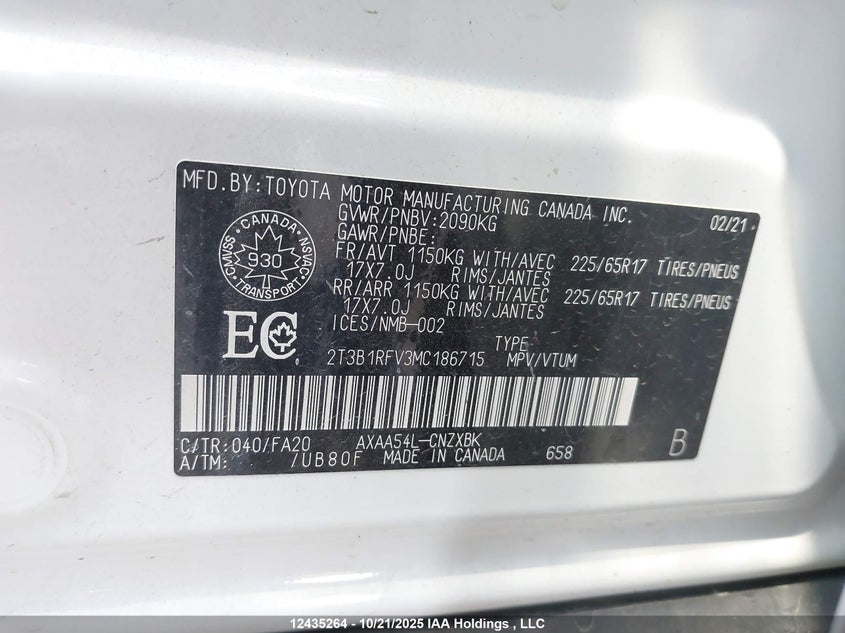 MFD.BY:TOYOTA MOTOR MANUFACTURING CANADA INC. 02/21
GVWR/PNBV:2090KG
GAWR/PNBE:
FR/AVT 1150KG WITH/AVEC 225/65R17 TIRES/PNEUS
17X7.0J RIMS/JANTES
RR/ARR 1150KG WITH/AVEC 225/65R17 TIRES/PNEUS
17X7.0J RIMS/JANTES
ICES/NMB-002
CANADA
CMVSS 930 NSVAC
TRANSPORT
EC
TYPE
2T3B1RFV3MC186715 MPV/VTUM
C/TR:040/FA20 AXAA54L-CNZXBK
A/TM: /UB80F MADE IN CANADA 658 B
12435264 - 10/21/2025 IAA Holdings , LLC